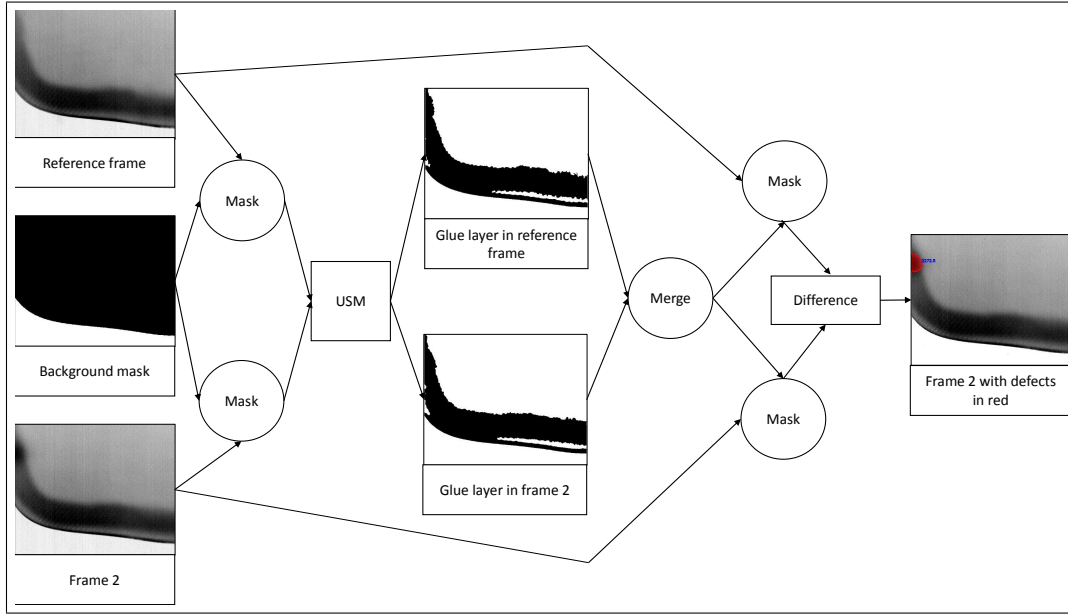 Reference frame
Mask
Background mask
Mask
Frame 2
USM
Glue layer in reference
frame
Glue layer in frame 2
Merge
Mask
Difference
Mask
Frame 2 with defects
in red